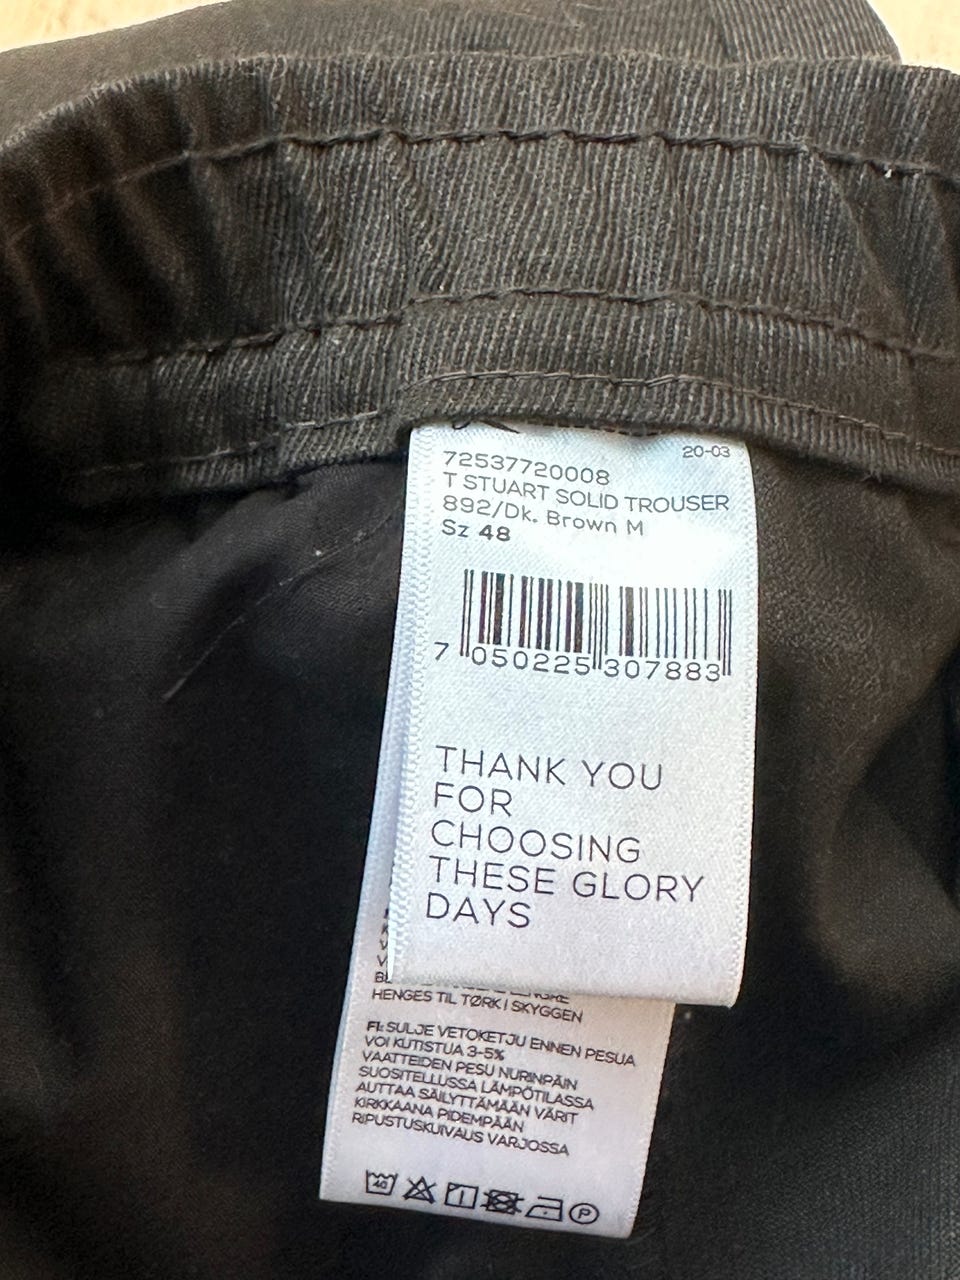 20-03
72537720008
T STUART SOLID TROUSER
892/Dk. Brown M
Sz 48
7 050225 307883
THANK YOU
FOR
CHOOSING
THESE GLORY
DAYS
HENGES TIL TØRK I SKYGGEN
FI: SULJE VETOKETJU ENNEN PESUA
VOI KUTISTUA 3-5%
VAATTEIDEN PESU NURINPÄIN
SUOSITELLUSSA LÄMPÖTILASSA
AUTTAA SÄILYTTÄMÄÄN VÄRIT
KIRKKAANA PIDEMPÄÄN
RIPUSTUSKUIVAUS VARJOSSA
40
P